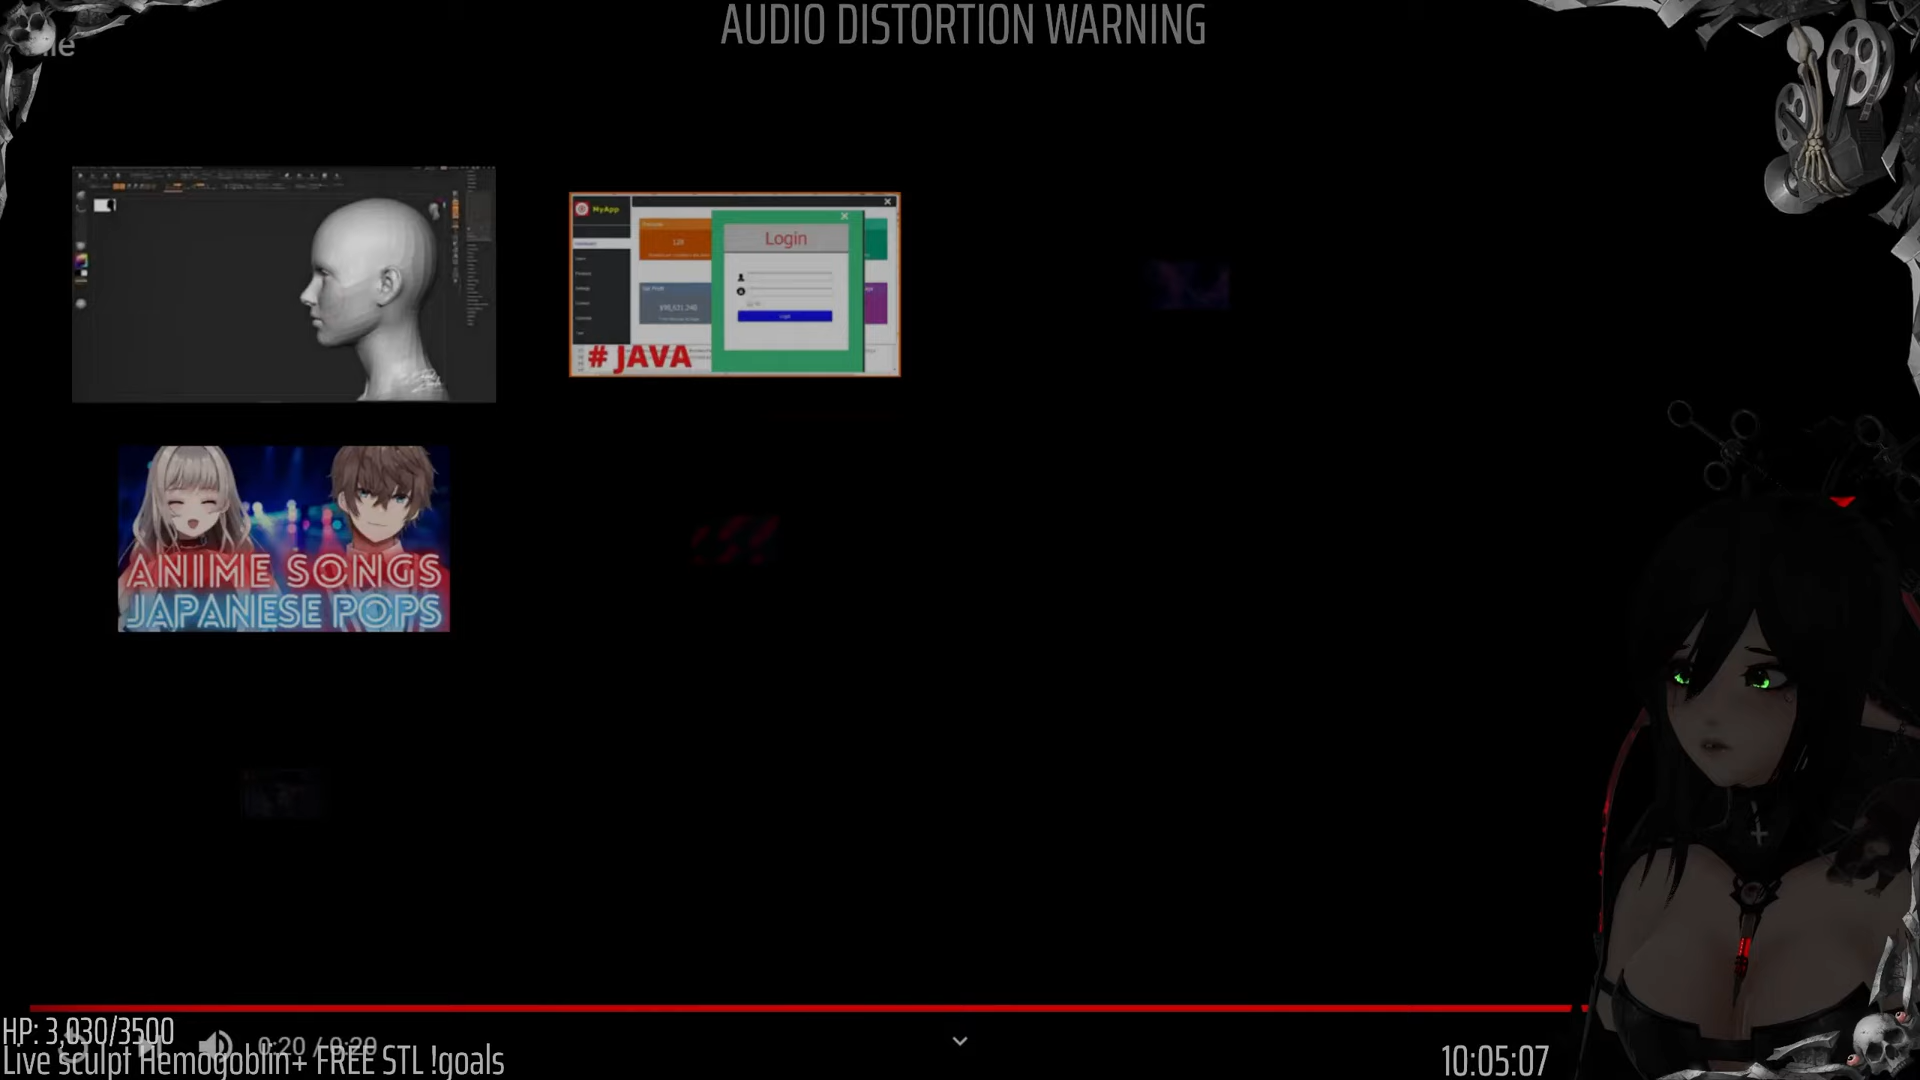 AUDIO DISTORTION WARNING
MyApp
Login
Login
# JAVA
ANIME SONGS
JAPANESE POPS
HP: 3,030/3500
0:20 / 0:20
Live sculpt Hemogoblin+ FREE STL !goals
10:05:07